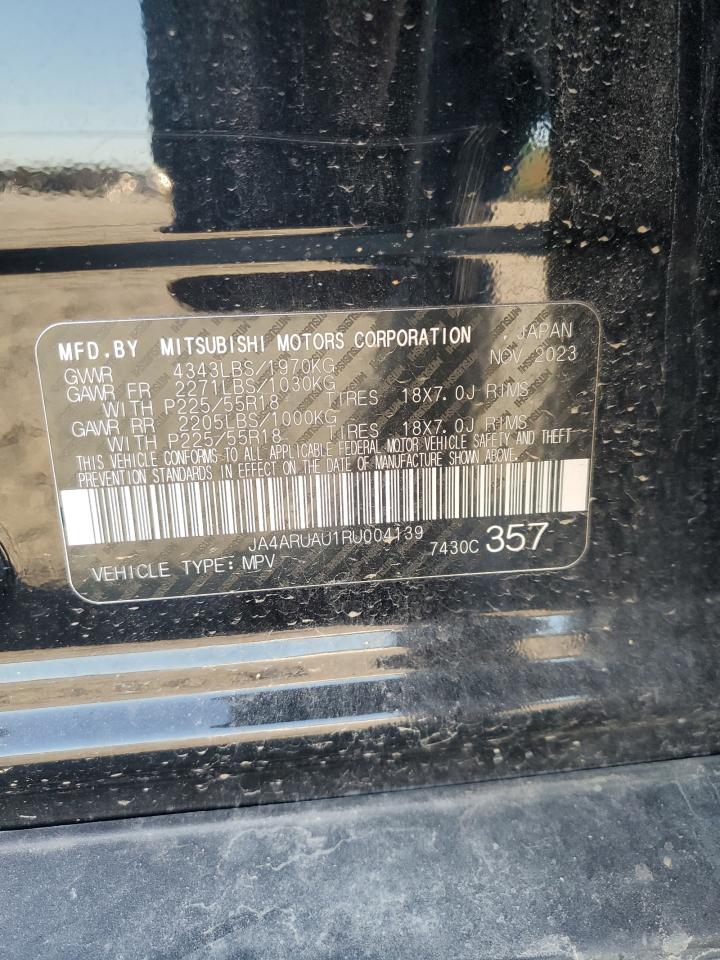 MFD.BY MITSUBISHI MOTORS CORPORATION JAPAN
GVWR 4343LBS/1970KG NOV.2023
GAWR FR 2271LBS/1030KG
WITH P225/55R18 TIRES 18X7.0J RIMS
GAWR RR 2205LBS/1000KG
WITH P225/55R18 TIRES 18X7.0J RIMS
THIS VEHICLE CONFORMS TO ALL APPLICABLE FEDERAL MOTOR VEHICLE SAFETY AND THEFT
PREVENTION STANDARDS IN EFFECT ON THE DATE OF MANUFACTURE SHOWN ABOVE.
JA4ARUAU1RU004139 7430C 357
VEHICLE TYPE: MPV